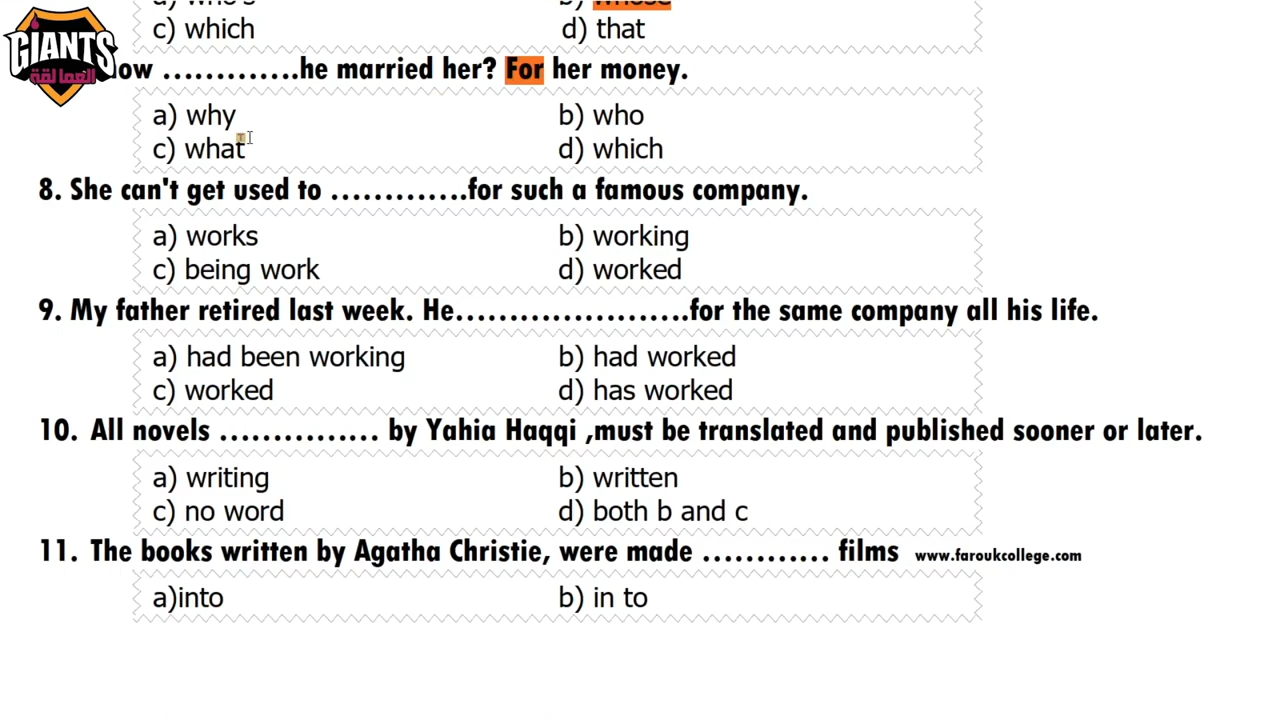 c) which d) that
GIANTS
العمالقة
he married her? For her money.
a) why b) who
c) what d) which
8. She can't get used to ………….for such a famous company.
a) works b) working
c) being work d) worked
9. My father retired last week. He………………….for the same company all his life.
a) had been working b) had worked
c) worked d) has worked
10. All novels …………… by Yahia Haqqi ,must be translated and published sooner or later.
a) writing b) written
c) no word d) both b and c
11. The books written by Agatha Christie, were made ………… films www.faroukcollege.com
a)into b) in to